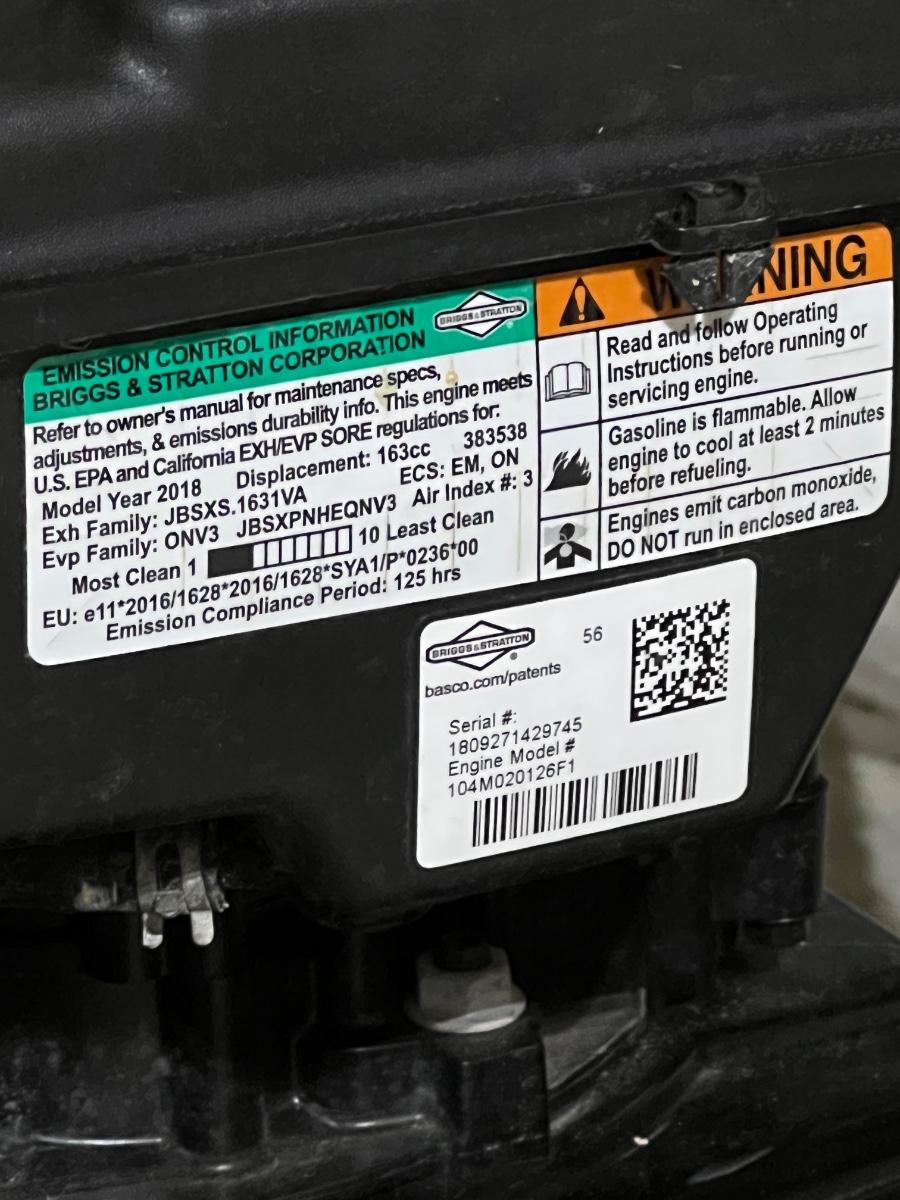 EMISSION CONTROL INFORMATION
BRIGGS & STRATTON CORPORATION
BRIGGS & STRATTON
®
Refer to owner's manual for maintenance specs,
adjustments, & emissions durability info. This engine meets
U.S. EPA and California EXH/EVP SORE regulations for:
Model Year 2018 Displacement: 163cc 383538
Exh Family: JBSXS.1631VA ECS: EM, ON
Evp Family: ONV3 JBSXPNHEQNV3 Air Index #: 3
Most Clean 1 10 Least Clean
EU: e11*2016/1628*2016/1628*SYA1/P*0236*00
Emission Compliance Period: 125 hrs
Read and follow Operating
Instructions before running or
servicing engine.
Gasoline is flammable. Allow
engine to cool at least 2 minutes
before refueling.
Engines emit carbon monoxide,
DO NOT run in enclosed area.
BRIGGS & STRATTON
®
56
basco.com/patents
Serial #:
1809271429745
Engine Model #
104M020126F1